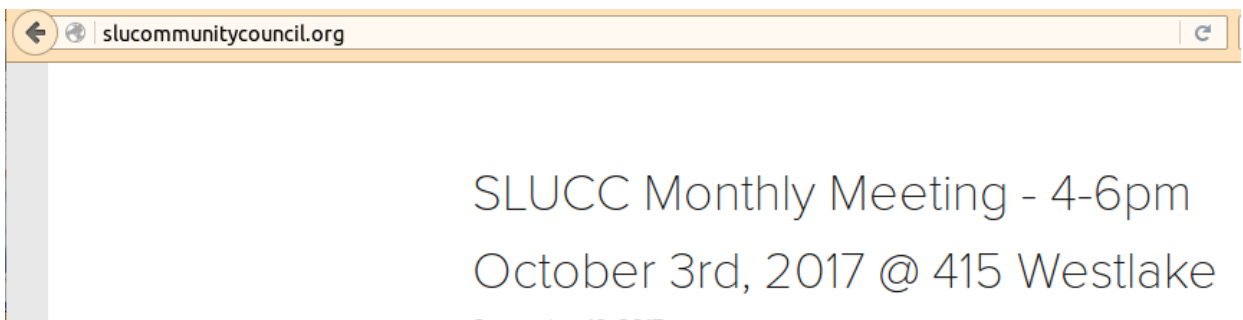 slucommunitycouncil.org
SLUCC Monthly Meeting - 4-6pm
October 3rd, 2017 @ 415 Westlake